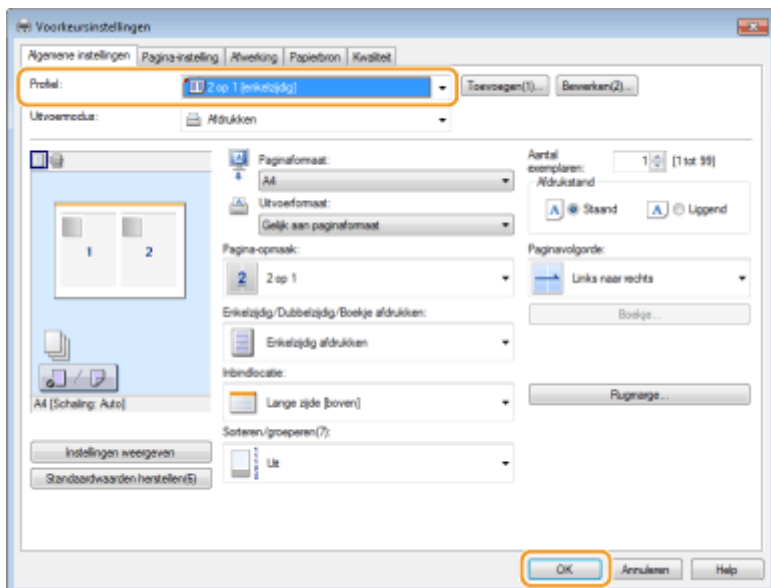 Voorkeursinstellingen
Algemene instellingen Pagina-instelling Afwerking Papierbron Kwaliteit
Profiel: 2 op 1 [enkelzijdig] Toevoegen(1)... Bewerken(2)...
Uitvoermodus: Afdrukken
Paginaformaat:
A4
Uitvoerformaat:
Gelijk aan paginaformaat
Pagina-opmaak:
2 2 op 1
Enkelzijdig/Dubbelzijdig/Boekje afdrukken:
Enkelzijdig afdrukken
Inbindlocatie:
Lange zijde [boven]
Sorteren/groeperen(7):
Uit
Aantal
exemplaren: 1 [1 tot 99]
Afdrukstand
A Staand A Liggend
Paginavolgorde:
Links naar rechts
Boekje...
Rugmarge...
1 2
A4 [Schaling: Auto]
Instellingen weergeven
Standaardwaarden herstellen(6)
OK Annuleren Help